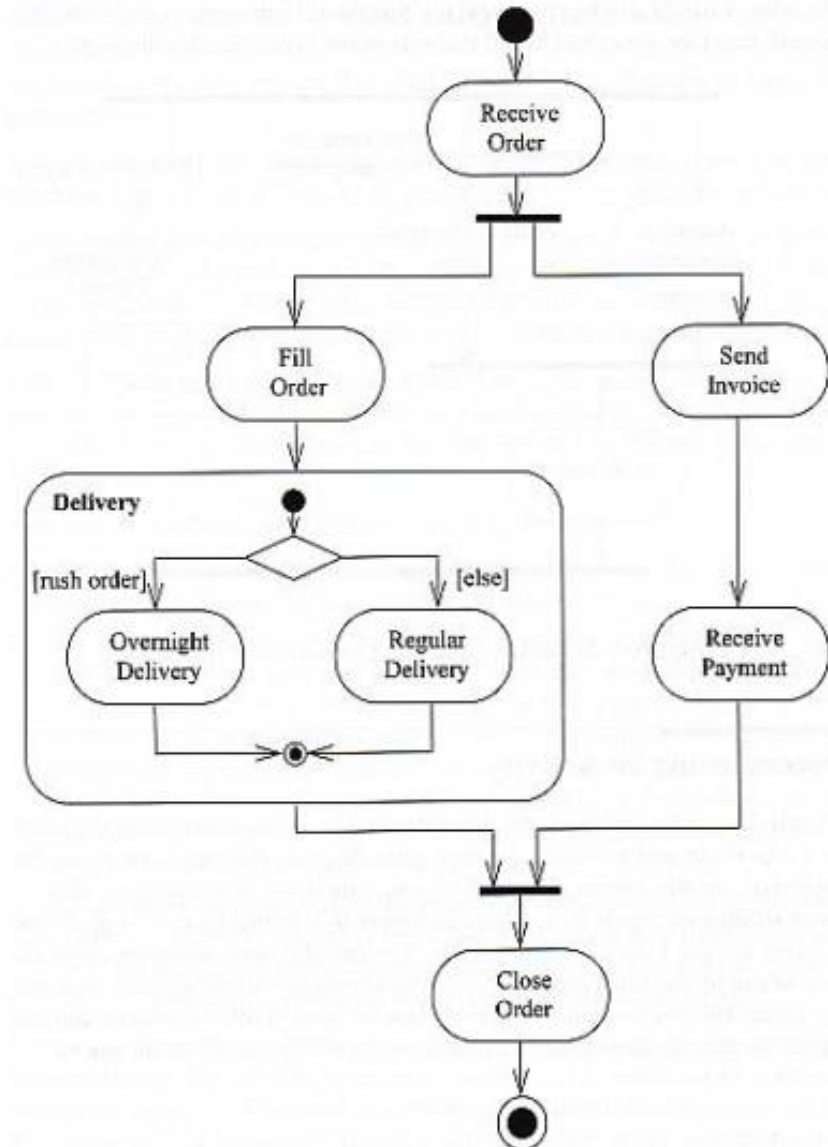 Receive
Order
Fill
Order
Send
Invoice
Delivery
[rush order]
[else]
Overnight
Delivery
Regular
Delivery
Receive
Payment
Close
Order